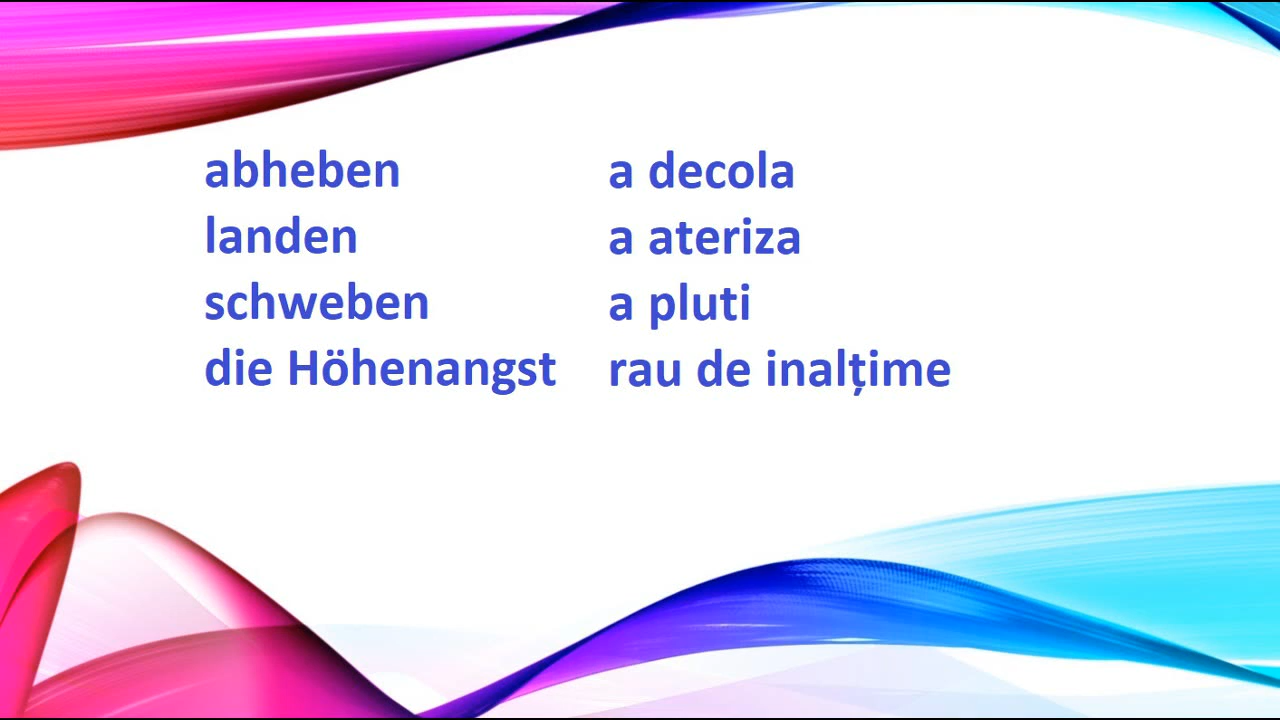 abheben a decola
landen a ateriza
schweben a pluti
die Höhenangst rau de inalțime